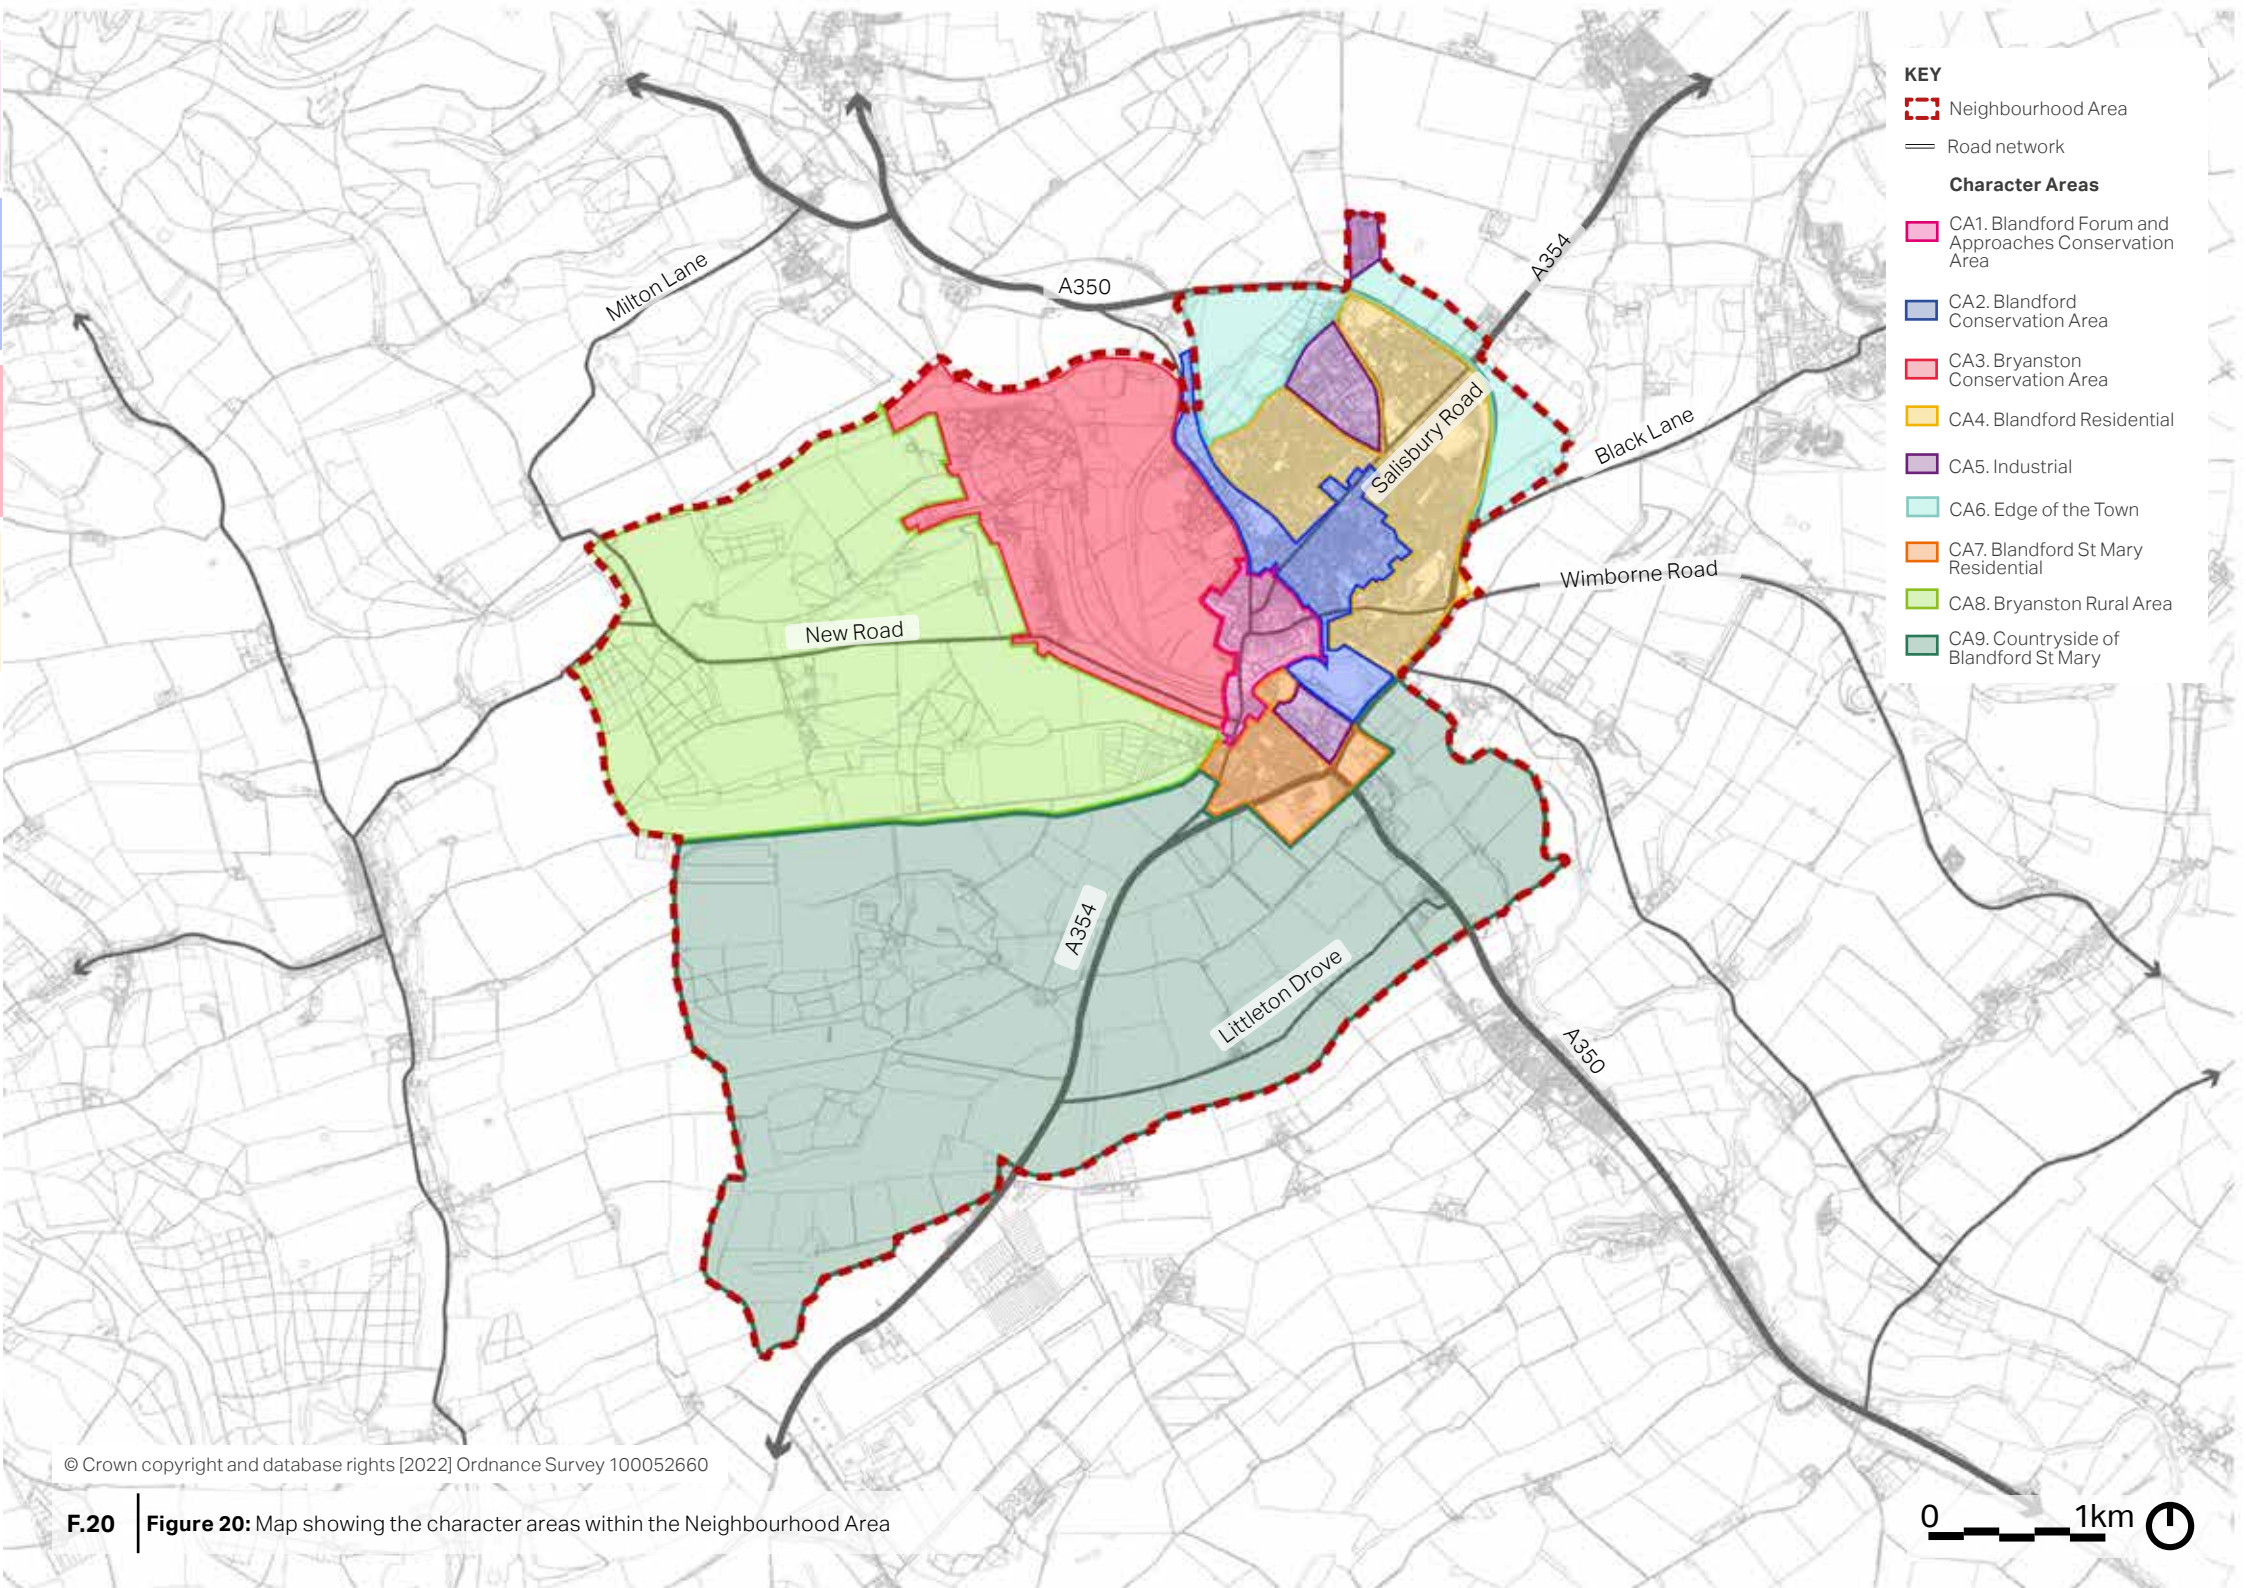 KEY
Neighbourhood Area
Road network
Character Areas
CA1. Blandford Forum and
Approaches Conservation
Area
CA2. Blandford
Conservation Area
CA3. Bryanston
Conservation Area
CA4. Blandford Residential
CA5. Industrial
CA6. Edge of the Town
CA7. Blandford St Mary
Residential
CA8. Bryanston Rural Area
CA9. Countryside of
Blandford St Mary
A354
Milton Lane
A350
Salisbury Road
Black Lane
Wimborne Road
New Road
A354
Littleton Drove
A350
© Crown copyright and database rights [2022] Ordnance Survey 100052660
F.20
Figure 20: Map showing the character areas within the Neighbourhood Area
0 1km